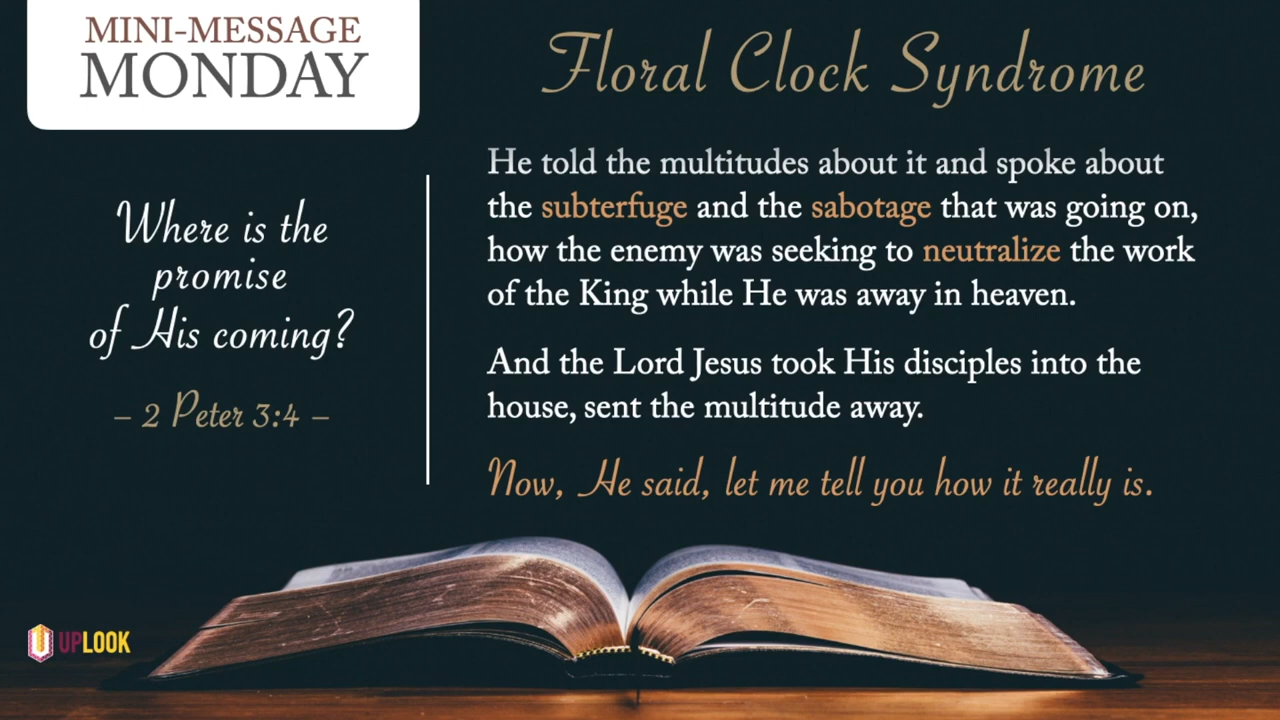 MINI-MESSAGE
MONDAY
Floral Clock Syndrome
Where is the
promise
of His coming?
– 2 Peter 3:4 –
He told the multitudes about it and spoke about
the subterfuge and the sabotage that was going on,
how the enemy was seeking to neutralize the work
of the King while He was away in heaven.
And the Lord Jesus took His disciples into the
house, sent the multitude away.
Now, He said, let me tell you how it really is.
UPLOOK